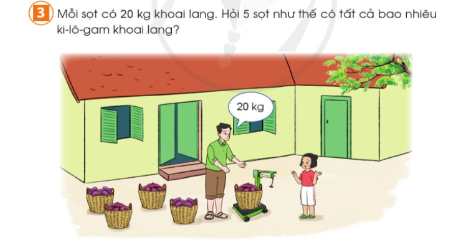 3 Mỗi sọt có 20 kg khoai lang. Hỏi 5 sọt như thế có tất cả bao nhiêu
ki-lô-gam khoai lang?
20 kg